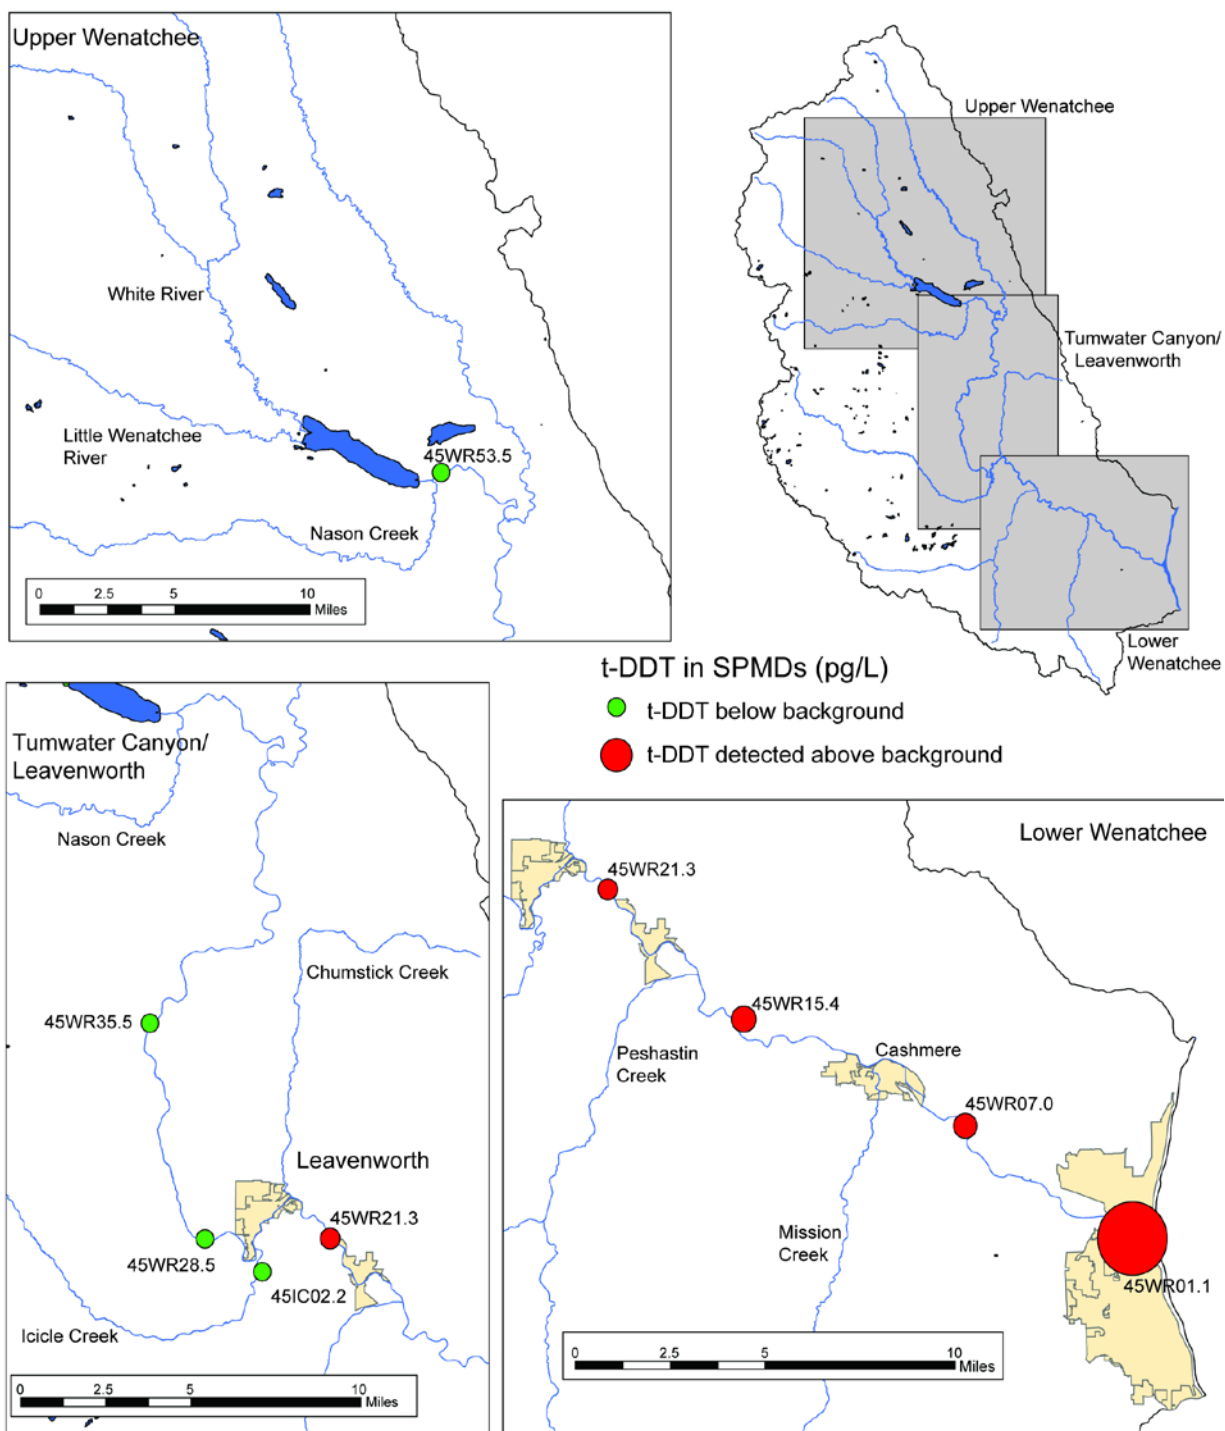 Upper Wenatchee
White River
Little Wenatchee
River
45WR53.5
Nason Creek
0 5 10
Miles
Upper Wenatchee
Tumwater Canyon/
Leavenworth
Lower
Wenatchee
t-DDT in SPMDs (pg/L)
t-DDT below background
t-DDT detected above background
Tumwater Canyon/
Leavenworth
Nason Creek
Chumstick Creek
45WR35.5
Leavenworth
45WR21.3
45WR28.5
45IC02.2
Icicle Creek
0 2.5 5 10
Miles
Lower Wenatchee
45WR21.3
45WR15.4
Peshastin
Creek
Cashmere
45WR07.0
Mission
Creek
45WR01.1
0 2.5 5 10
Miles